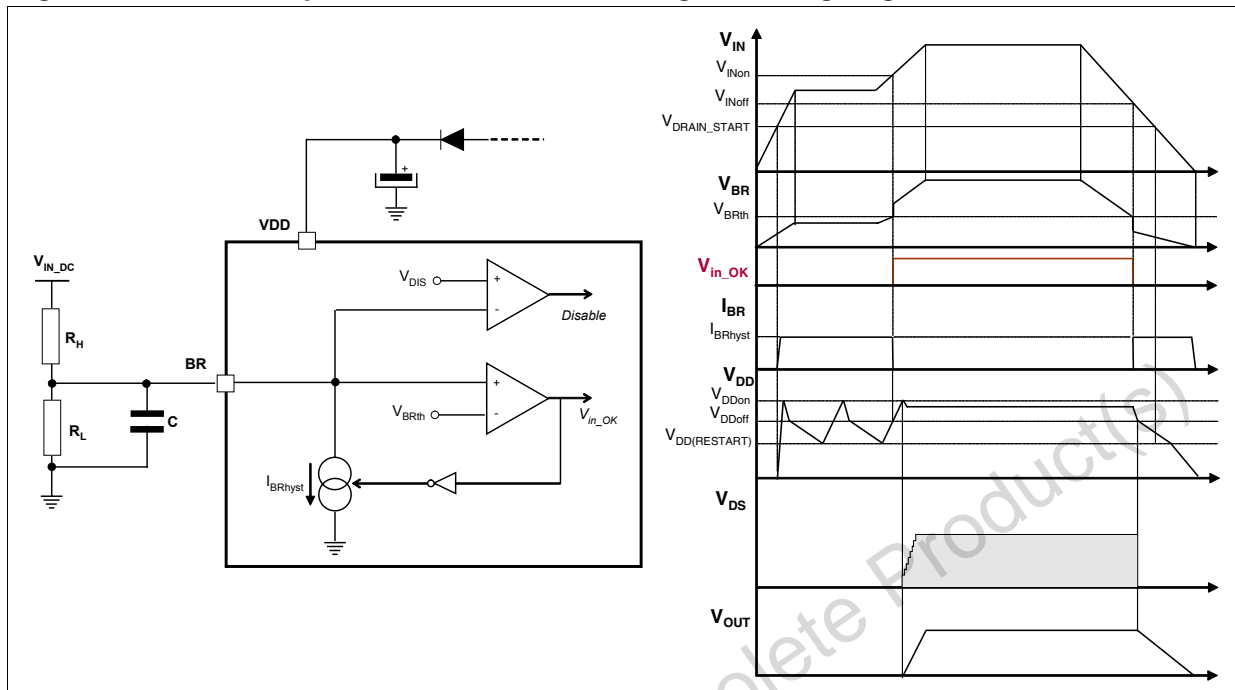 VDD
V_IN_DC
R_H
BR
R_L
C
V_DIS
+
-
Disable
+
V_BRth
-
V_in_OK
I_BRhyst
+
V_IN
V_INon
V_INoff
V_DRAIN_START
V_BR
V_BRth
V_in_OK
I_BR
I_BRhyst
V_DD
V_DDon
V_DDoff
V_DD(RESTART)
V_DS
V_OUT
olete Product(s)